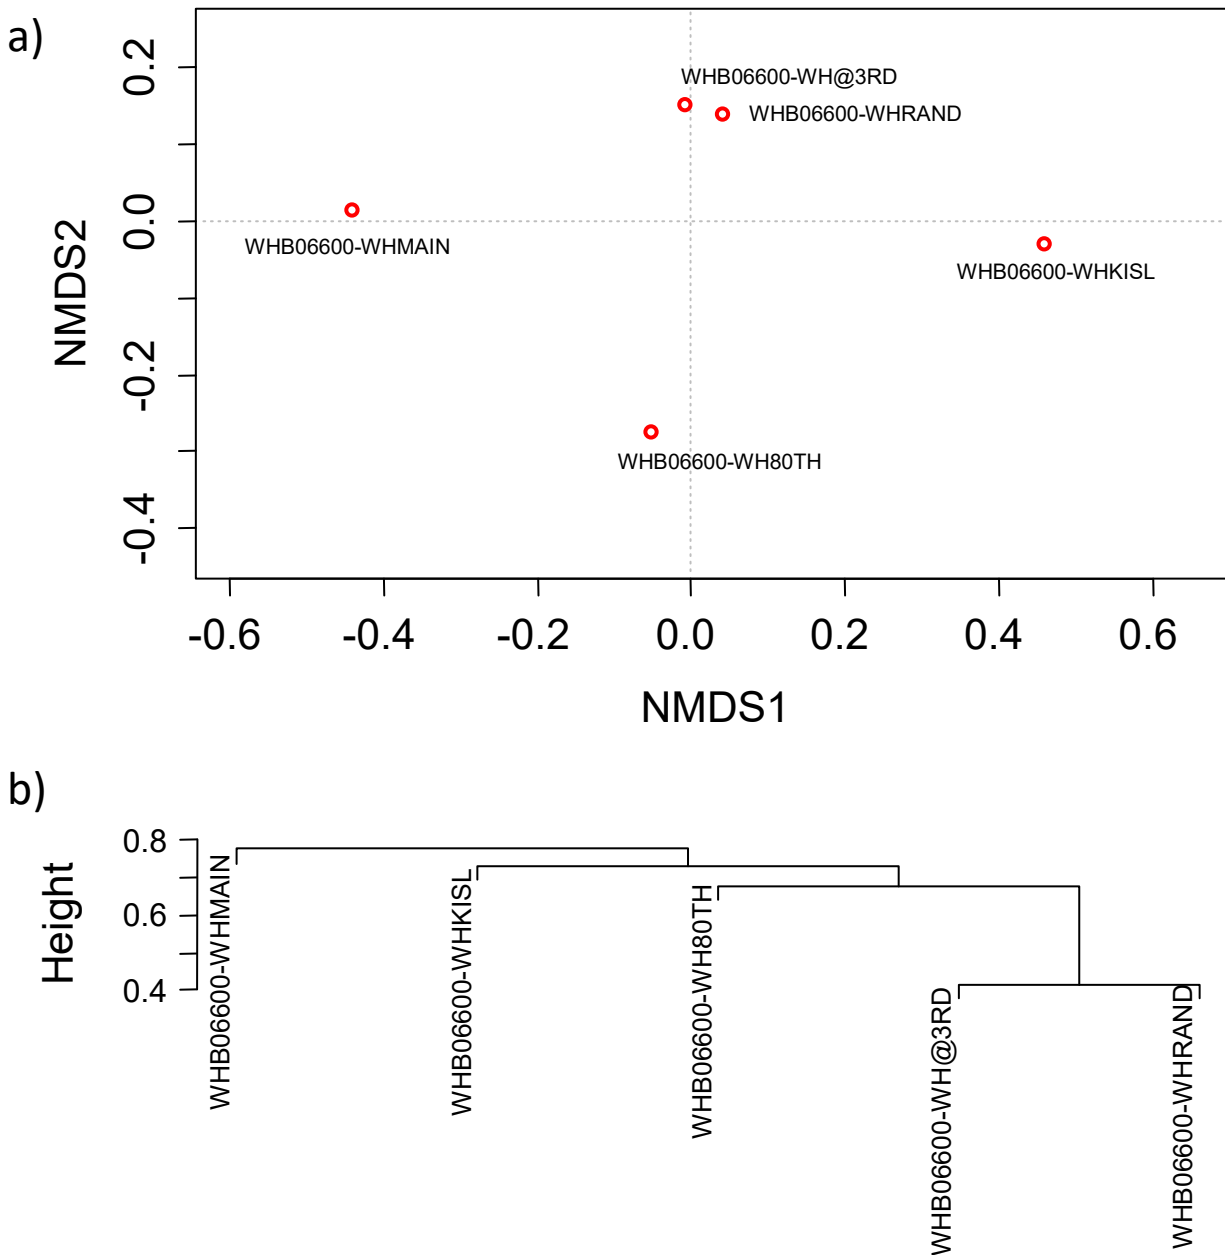 a)
0.2
0.0
-0.2
-0.4
NMDS2
WHB06600-WH@3RD
WHB06600-WHRAND
WHB06600-WHMAIN
WHB06600-WHKISL
WHB06600-WH80TH
-0.6 -0.4 -0.2 0.0 0.2 0.4 0.6
NMDS1
b)
0.8
0.6
0.4
Height
WHB06600-WHMAIN
WHB06600-WHKISL
WHB06600-WH80TH
WHB06600-WH@3RD
WHB06600-WHRAND